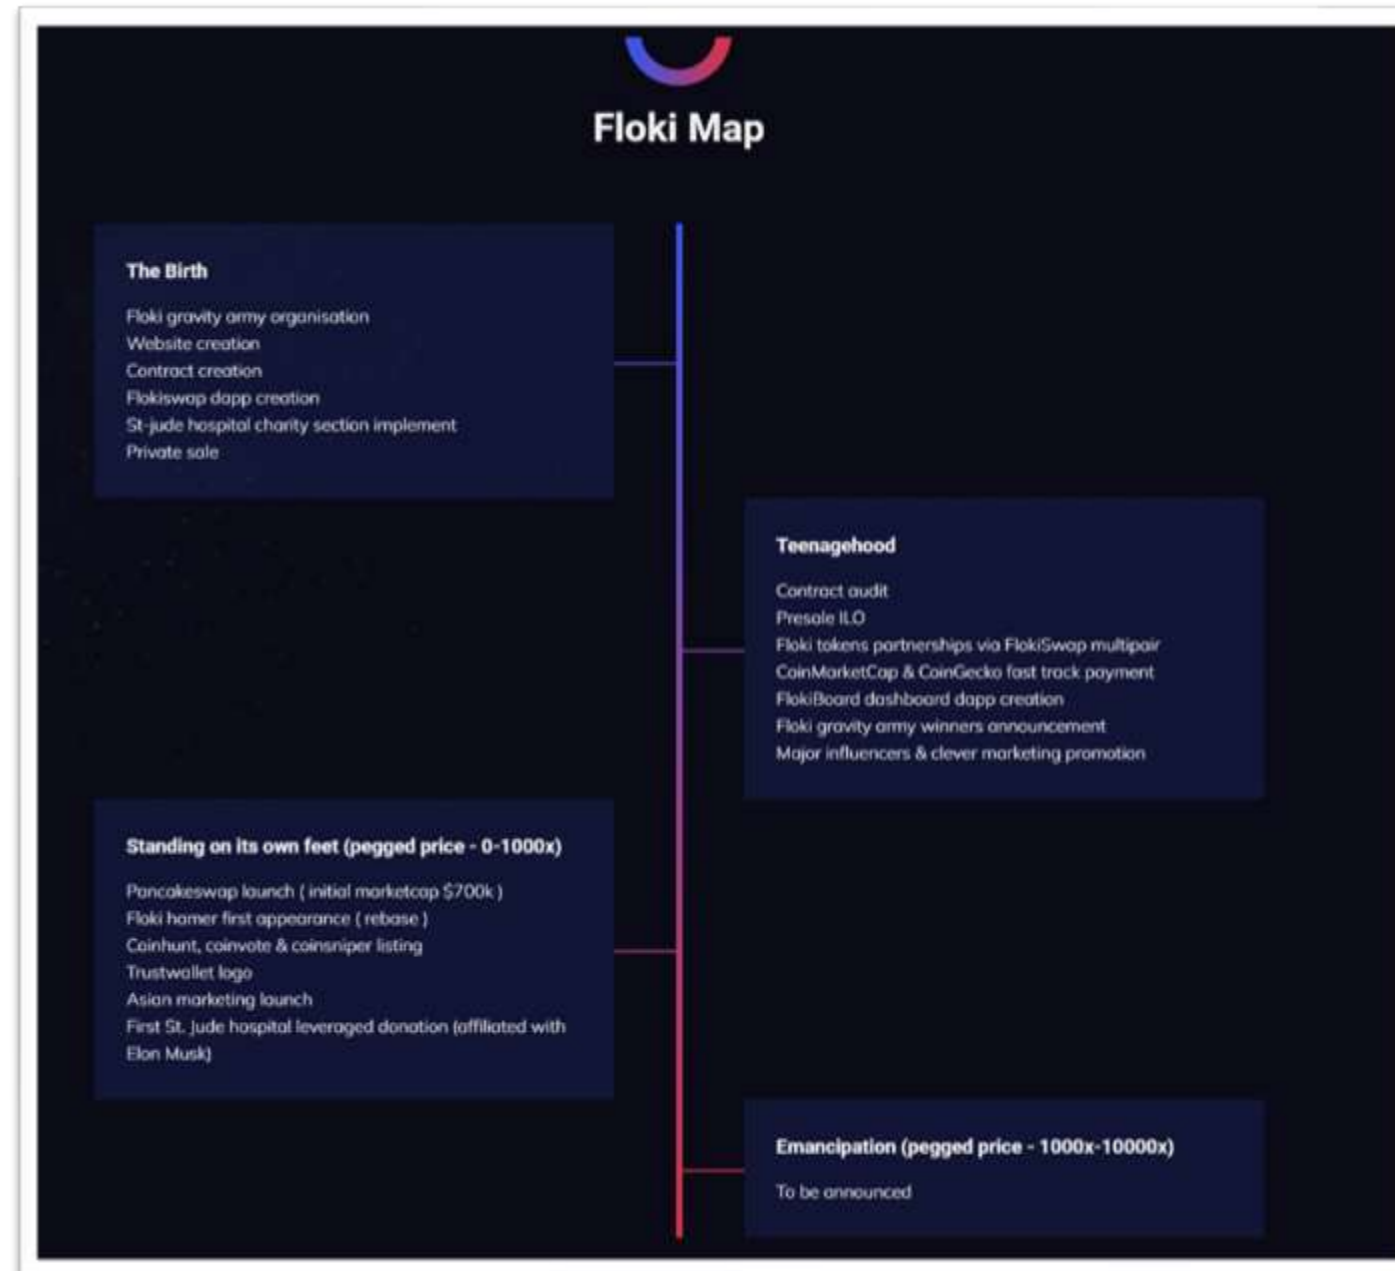 Floki Map
The Birth
Floki gravity army organisation
Website creation
Contract creation
Flokiswap dapp creation
St-jude hospital charity section implement
Private sale
Teenagehood
Contract audit
Presale ILO
Floki tokens partnerships via FlokiSwap multipair
CoinMarketCap & CoinGecko fast track payment
FlokiBoard dashboard dapp creation
Floki gravity army winners announcement
Major influencers & clever marketing promotion
Standing on its own feet (pegged price - 0-1000x)
Pancakeswap launch ( initial marketcap $700k )
Floki hamer first appearance ( rebase )
Coinhunt, coinvote & coinsniper listing
Trustwallet logo
Asian marketing launch
First St. Jude hospital leveraged donation (affiliated with
Elon Musk)
Emancipation (pegged price - 1000x-10000x)
To be announced